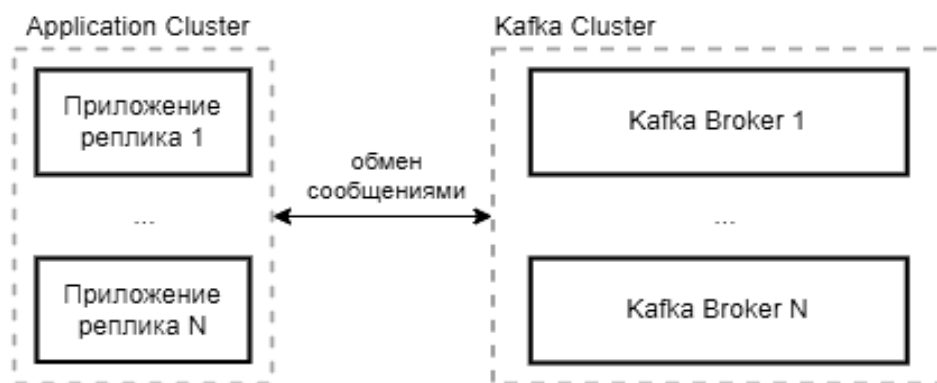 Application Cluster
Kafka Cluster
Приложение
реплика 1
Kafka Broker 1
обмен
сообщениями
...
...
Приложение
реплика N
Kafka Broker N